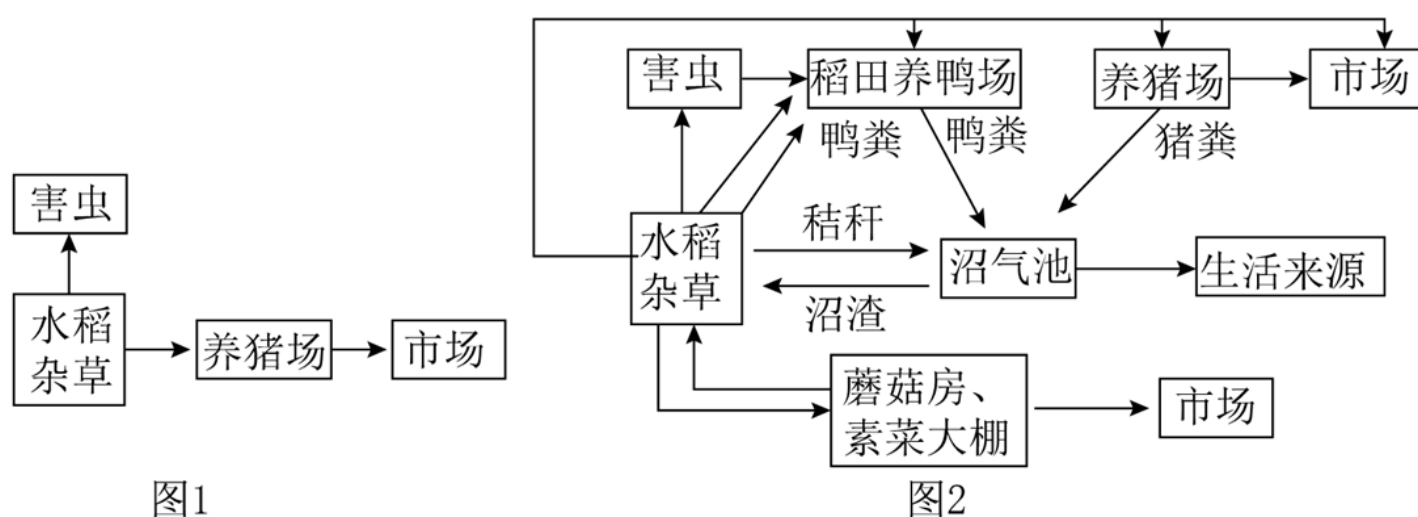 害虫
水稻
杂草
养猪场
市场
图1
害虫
稻田养鸭场
养猪场
市场
鸭粪
鸭粪
猪粪
水稻
杂草
秸秆
沼渣
沼气池
生活来源
蘑菇房、
素菜大棚
市场
图2